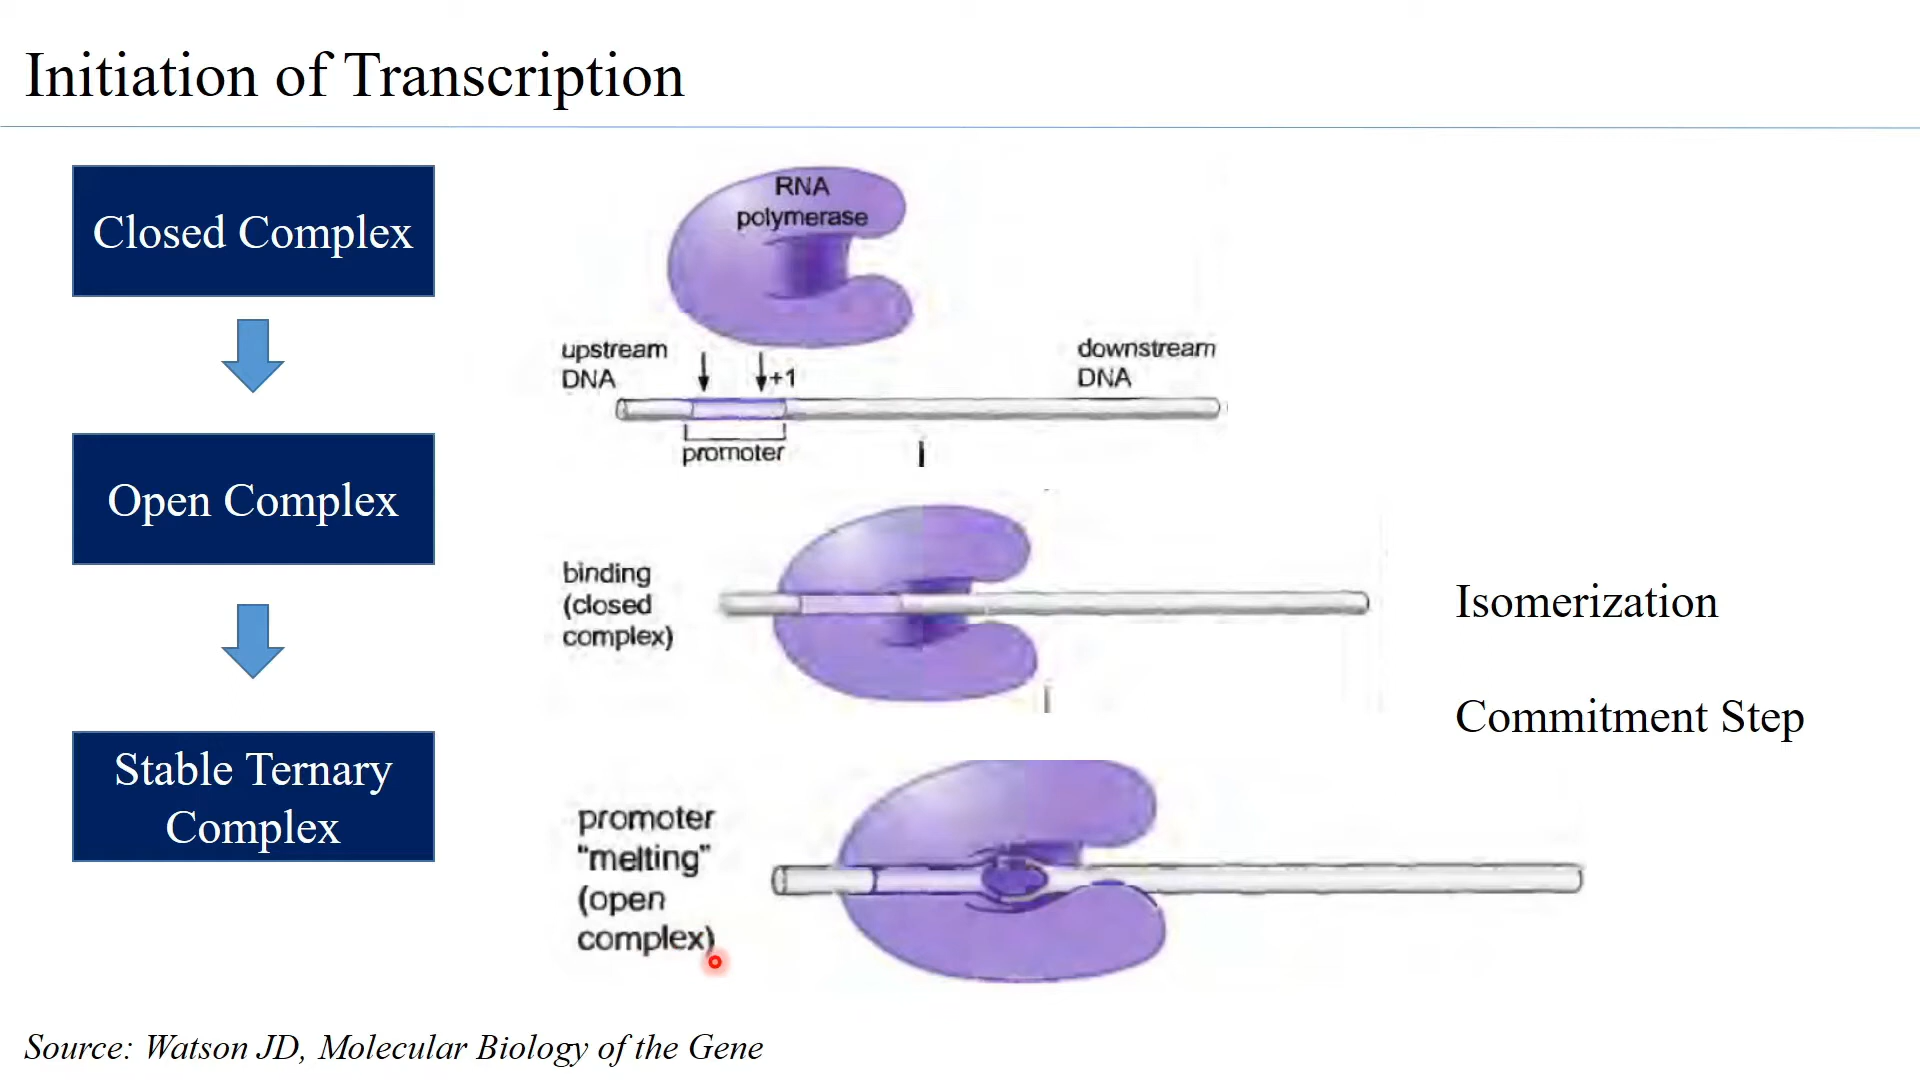 Initiation of Transcription
Closed Complex
Open Complex
Stable Ternary
Complex
RNA
polymerase
upstream
DNA
+1
downstream
DNA
promoter
binding
(closed
complex)
Isomerization
Commitment Step
promoter
"melting"
(open
complex)
Source: Watson JD, Molecular Biology of the Gene